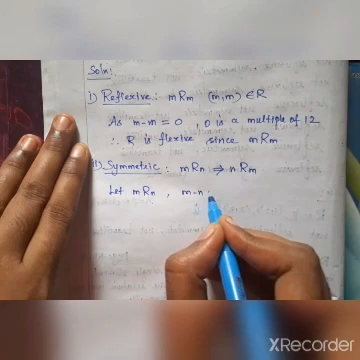 Soln:
i) Reflexive: mRm (m,m) ∈ R
As m-m = 0, 0 is a multiple of 12
∴ R is flexive since mRm
ii) Symmetric: mRn ⇒ nRm
Let mRn, m-n
XRecorder